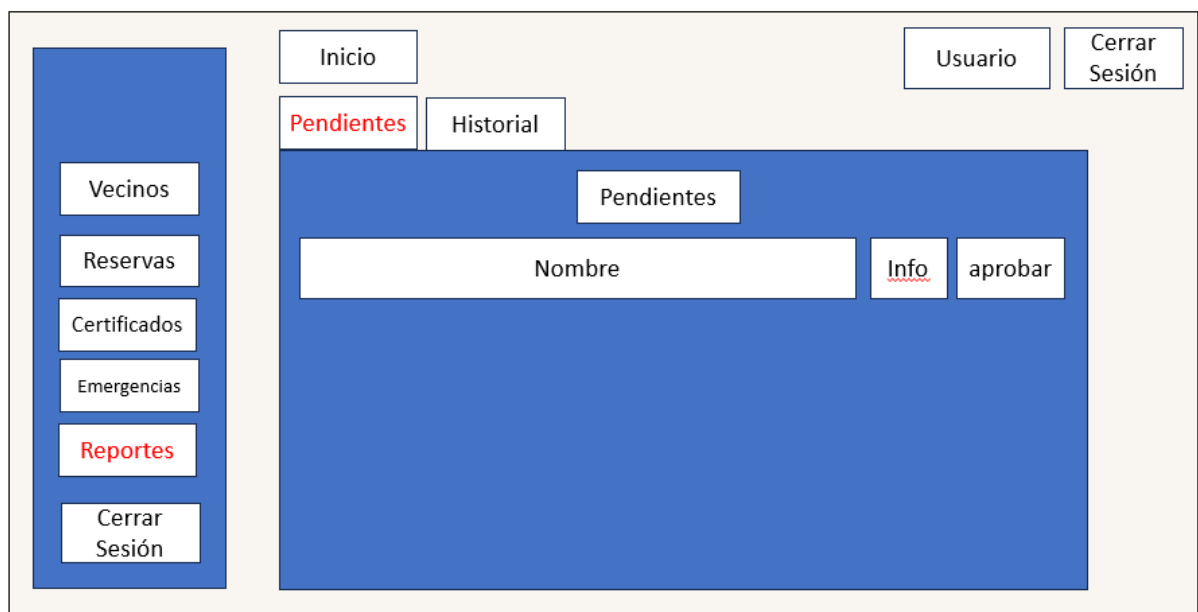 Inicio
Usuario
Cerrar
Sesión
Pendientes
Historial
Vecinos
Reservas
Certificados
Emergencias
Reportes
Cerrar
Sesión
Pendientes
Nombre
Info
aprobar